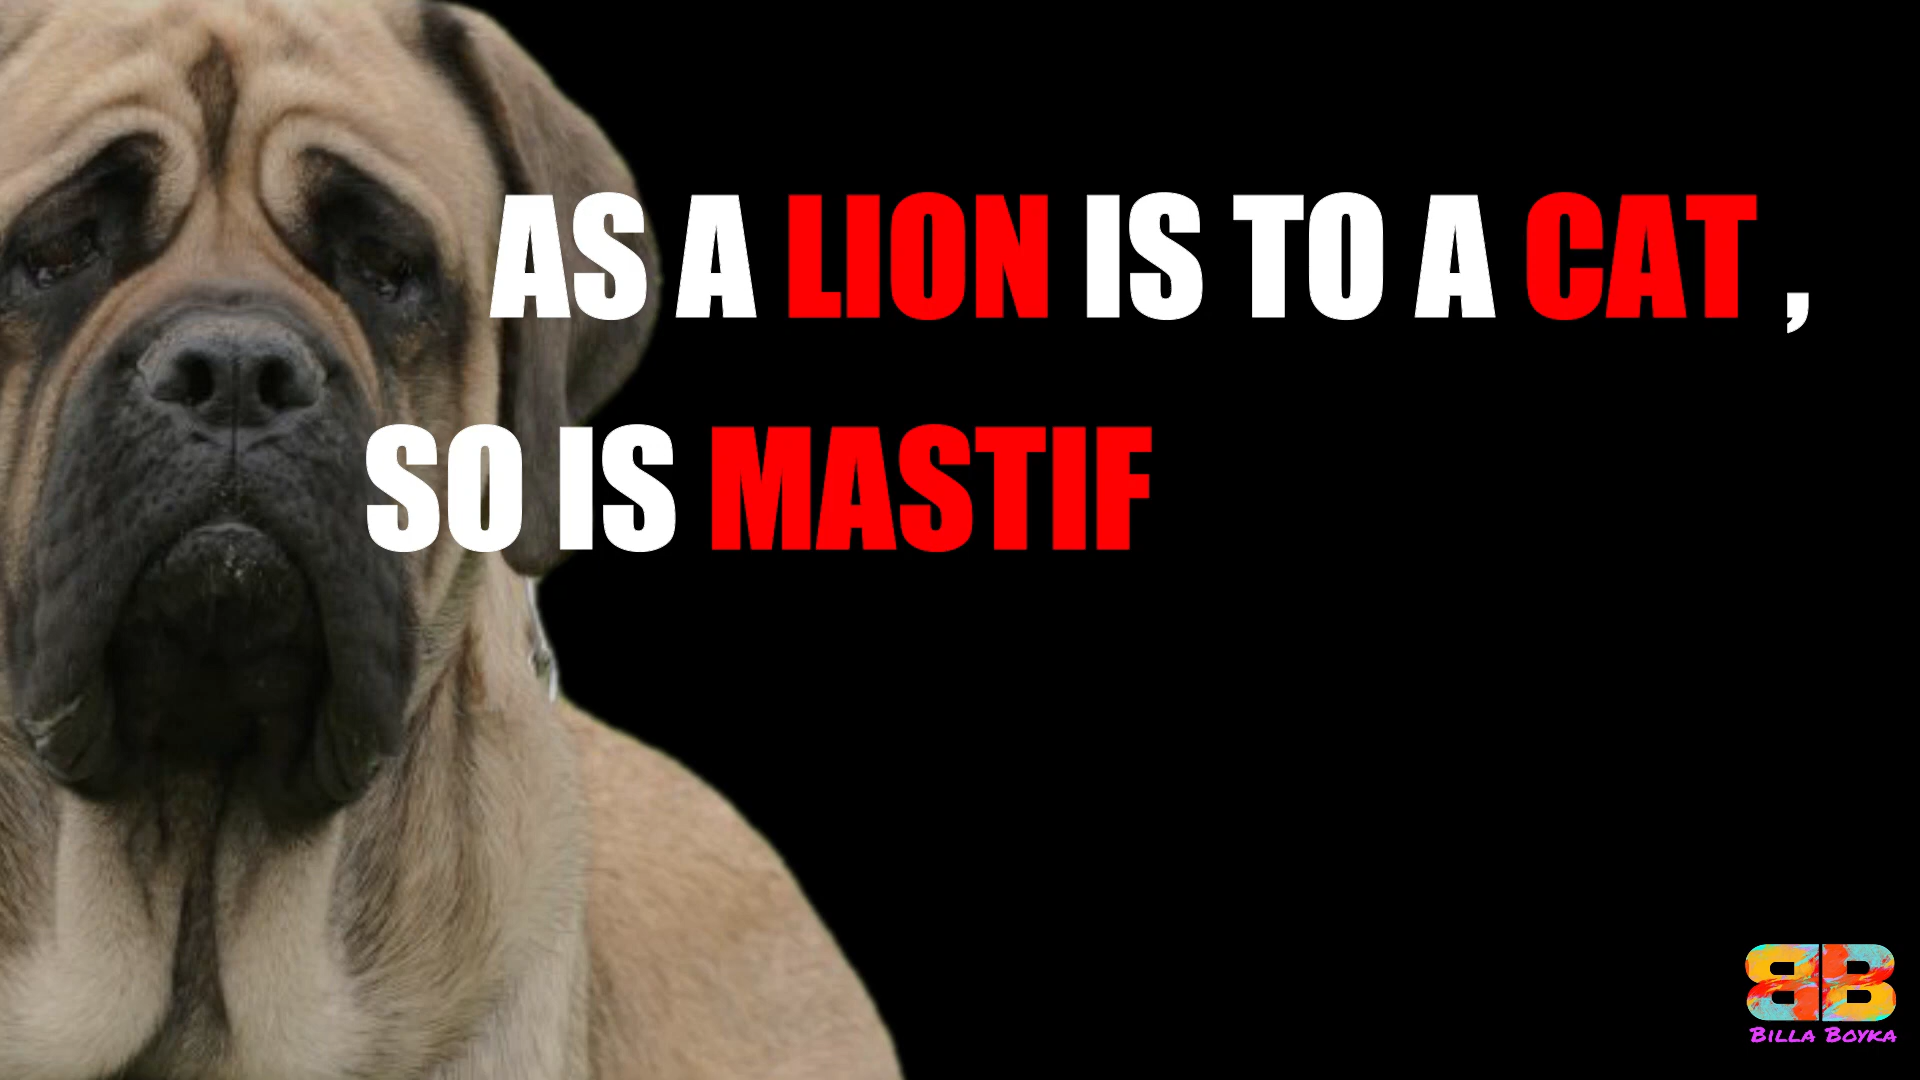 AS A LION IS TO A CAT ,
SO IS MASTIF
BB
BILLA BOYKA